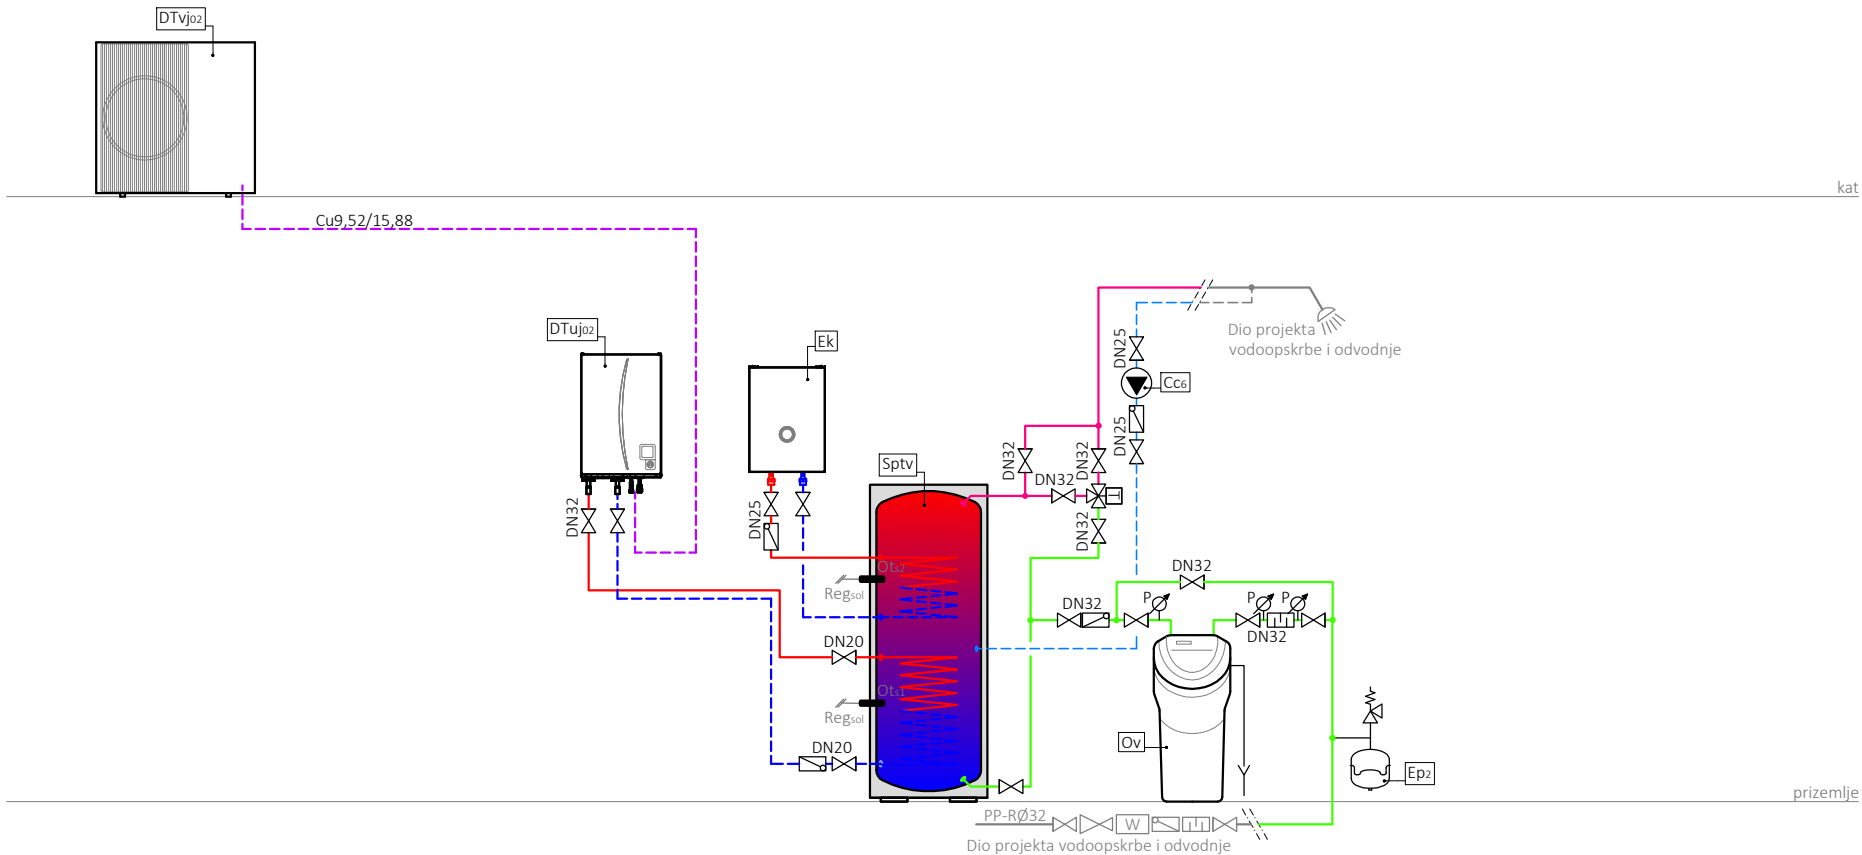 DTvj02
kat
Cu9,52/15,88
DTuj02
Ek
Dio projekta
vodoopskrbe i odvodnje
DN25
Cc6
DN25
Sptv
DN32
DN32
DN32
DN32
DN25
DN32
Ots2
Regsol
DN32
DN32
P
P
P
DN32
DN20
Ots1
Regsol
DN20
Ov
Ep2
prizemlje
PP-RØ32
W
Dio projekta vodoopskrbe i odvodnje